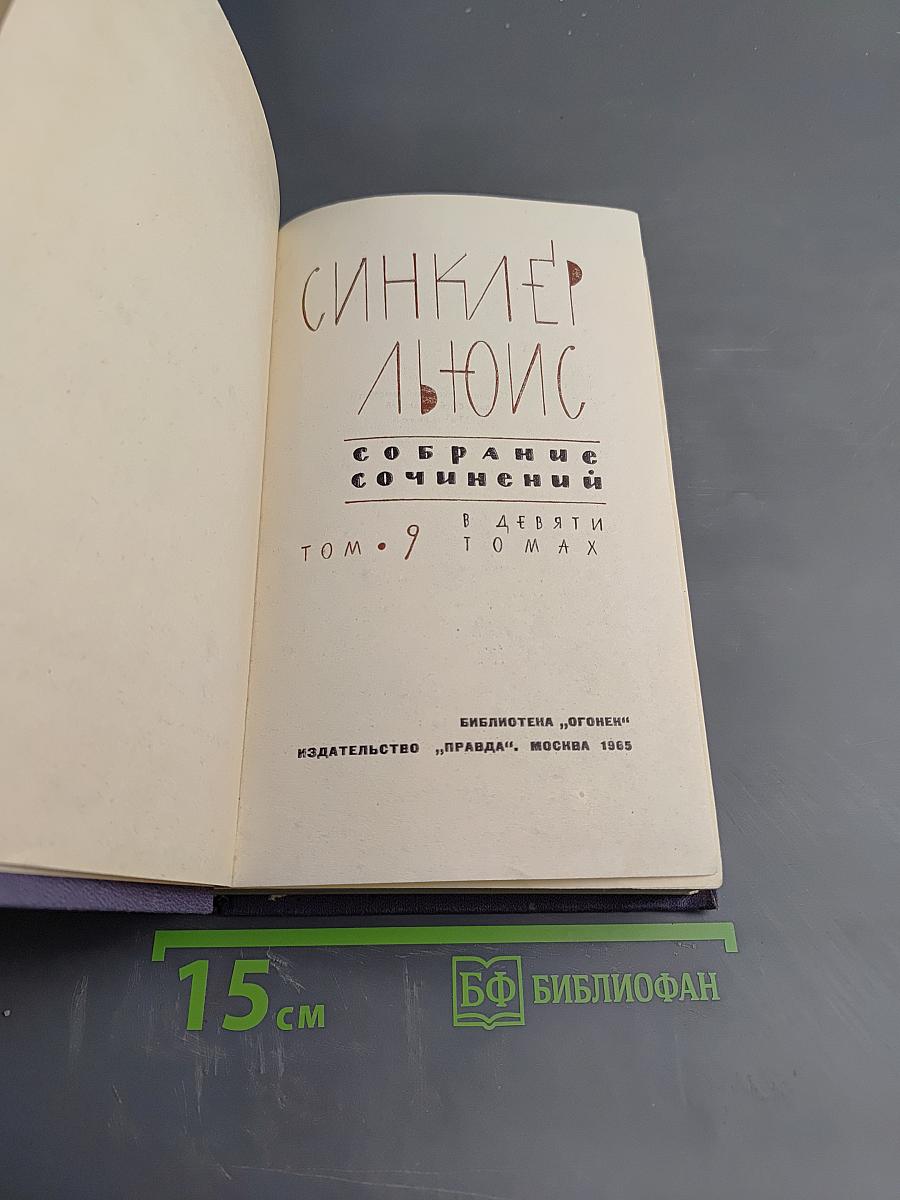 СИНКЛЕР
ЛЬЮИС
СОБРАНИЕ
СОЧИНЕНИЙ
ТОМ • 9
В ДЕВЯТИ
ТОМАХ
БИБЛИОТЕКА „ОГОНЕК“
ИЗДАТЕЛЬСТВО „ПРАВДА“. МОСКВА 1965
15 см
БФ БИБЛИОФАН